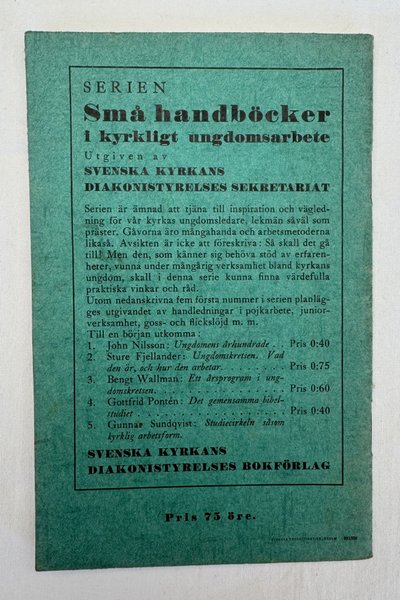 SERIEN
Små handböcker
i kyrkligt ungdomsarbete
Utgiven av
SVENSKA KYRKANS
DIAKONISTYRELSES SEKRETARIAT
Serien är ämnad att tjäna till inspiration och vägled-
ning för vår kyrkas ungdomsledare, lekmän såväl som
präster. Gåvorna äro mångahanda och arbetsmetoderna
likaså. Avsikten är icke att föreskriva: Så skall det gå
till! Men den, som känner sig behöva stöd av erfaren-
heter, vunna under mångårig verksamhet bland kyrkans
ungdom, skall i denna serie kunna finna värdefulla
praktiska vinkar och råd.
Utom nedanskrivna fem första nummer i serien planläg-
ges utgivandet av handledningar i pojkarbete, junior-
verksamhet, goss- och flickslöjd m. m.
Till en början utkomma:
1. John Nilsson: Ungdomens århundrade . . Pris 0:40
2. Sture Fjellander: Ungdomskretsen. Vad
den är, och hur den arbetar. . . . . . . . Pris 0:75
3. Bengt Wallman: Ett årsprogram i ung-
domskretsen. . . . . . . . . . . . . . . . Pris 0:60
4. Gottfrid Pontén: Det gemensamma bibel-
studiet . . . . . . . . . . . . . . . . . . Pris 0:40
5. Gunnar Sundqvist: Studiecirkeln såsom
kyrklig arbetsform.
SVENSKA KYRKANS
DIAKONISTYRELSES BOKFÖRLAG
Pris 75 öre.